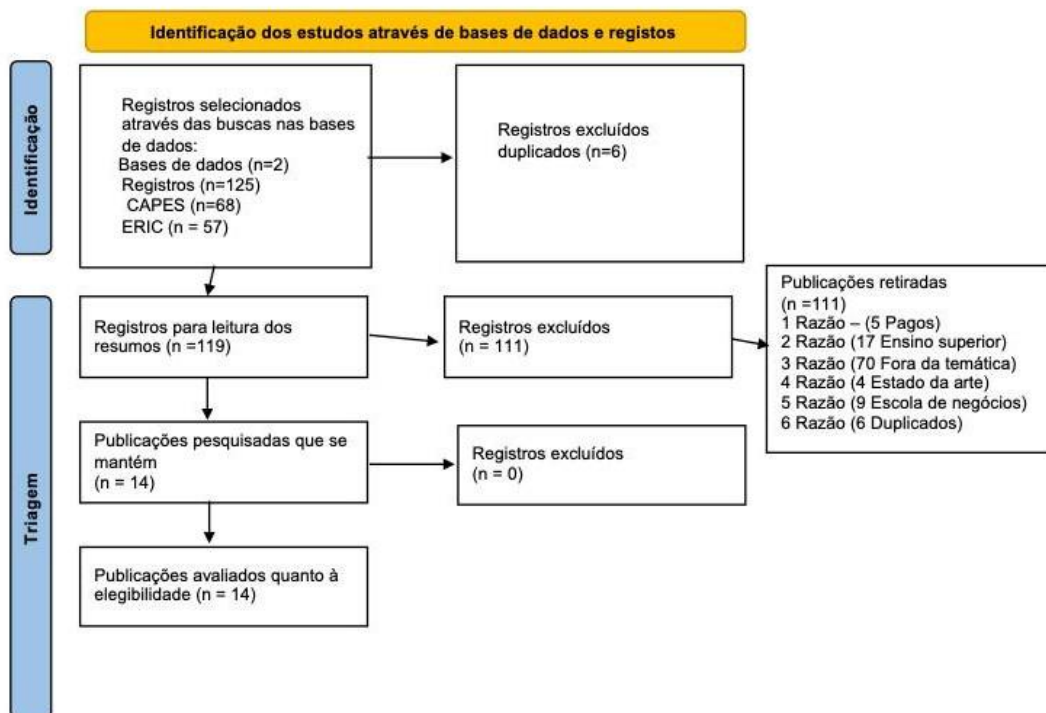 Identificação dos estudos através de bases de dados e registos
Identificação
Registros selecionados
através das buscas nas bases
de dados:
Bases de dados (n=2)
Registros (n=125)
CAPES (n=68)
ERIC (n = 57)
Registros excluídos
duplicados (n=6)
Triagem
Registros para leitura dos
resumos (n =119)
Registros excluídos
(n = 111)
Publicações retiradas
(n =111)
1 Razão – (5 Pagos)
2 Razão (17 Ensino superior)
3 Razão (70 Fora da temática)
4 Razão (4 Estado da arte)
5 Razão (9 Escola de negócios)
6 Razão (6 Duplicados)
Publicações pesquisadas que se
mantém
(n = 14)
Registros excluídos
(n = 0)
Publicações avaliados quanto à
elegibilidade (n = 14)